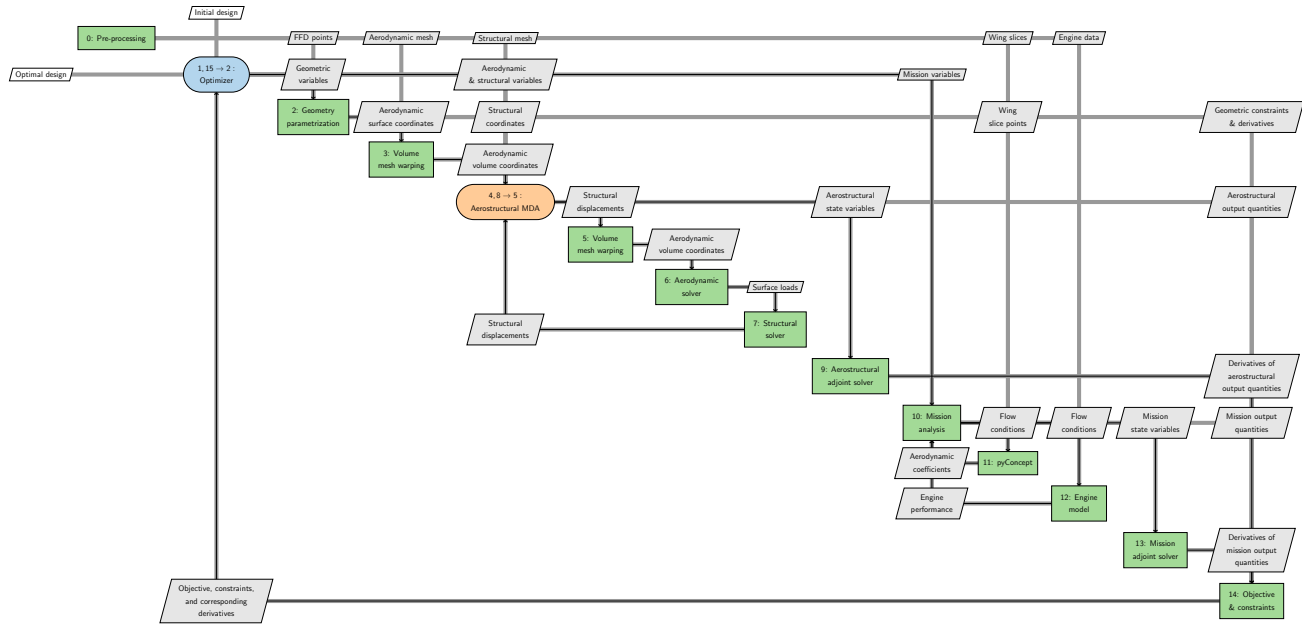 Initial design
0: Pre-processing
FFD points
Aerodynamic mesh
Structural mesh
Wing slices
Engine data
Optimal design
1, 15 → 2 :
Optimizer
Geometric
variables
Aerodynamic
& structural variables
Mission variables
2: Geometry
parametrization
Aerodynamic
surface coordinates
Structural
coordinates
Wing
slice points
Geometric constraints
& derivatives
3: Volume
mesh warping
Aerodynamic
volume coordinates
4, 8 → 5 :
Aerostructural MDA
Structural
displacements
Aerostructural
state variables
Aerostructural
output quantities
5: Volume
mesh warping
Aerodynamic
volume coordinates
6: Aerodynamic
solver
Surface loads
Structural
displacements
7: Structural
solver
9: Aerostructural
adjoint solver
Derivatives of
aerostructural
output quantities
10: Mission
analysis
Flow
conditions
Flow
conditions
Mission
state variables
Mission output
quantities
Aerodynamic
coefficients
11: pyConcept
Engine
performance
12: Engine
model
13: Mission
adjoint solver
Derivatives of
mission output
quantities
Objective, constraints,
and corresponding
derivatives
14: Objective
& constraints